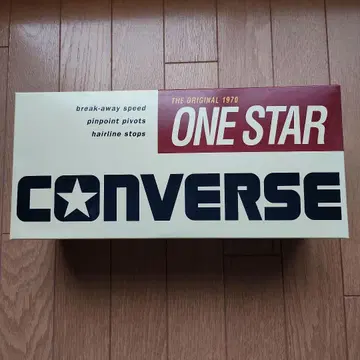 break-away speed
pinpoint pivots
hairline stops
THE ORIGINAL 1970
ONE STAR
CONVERSE